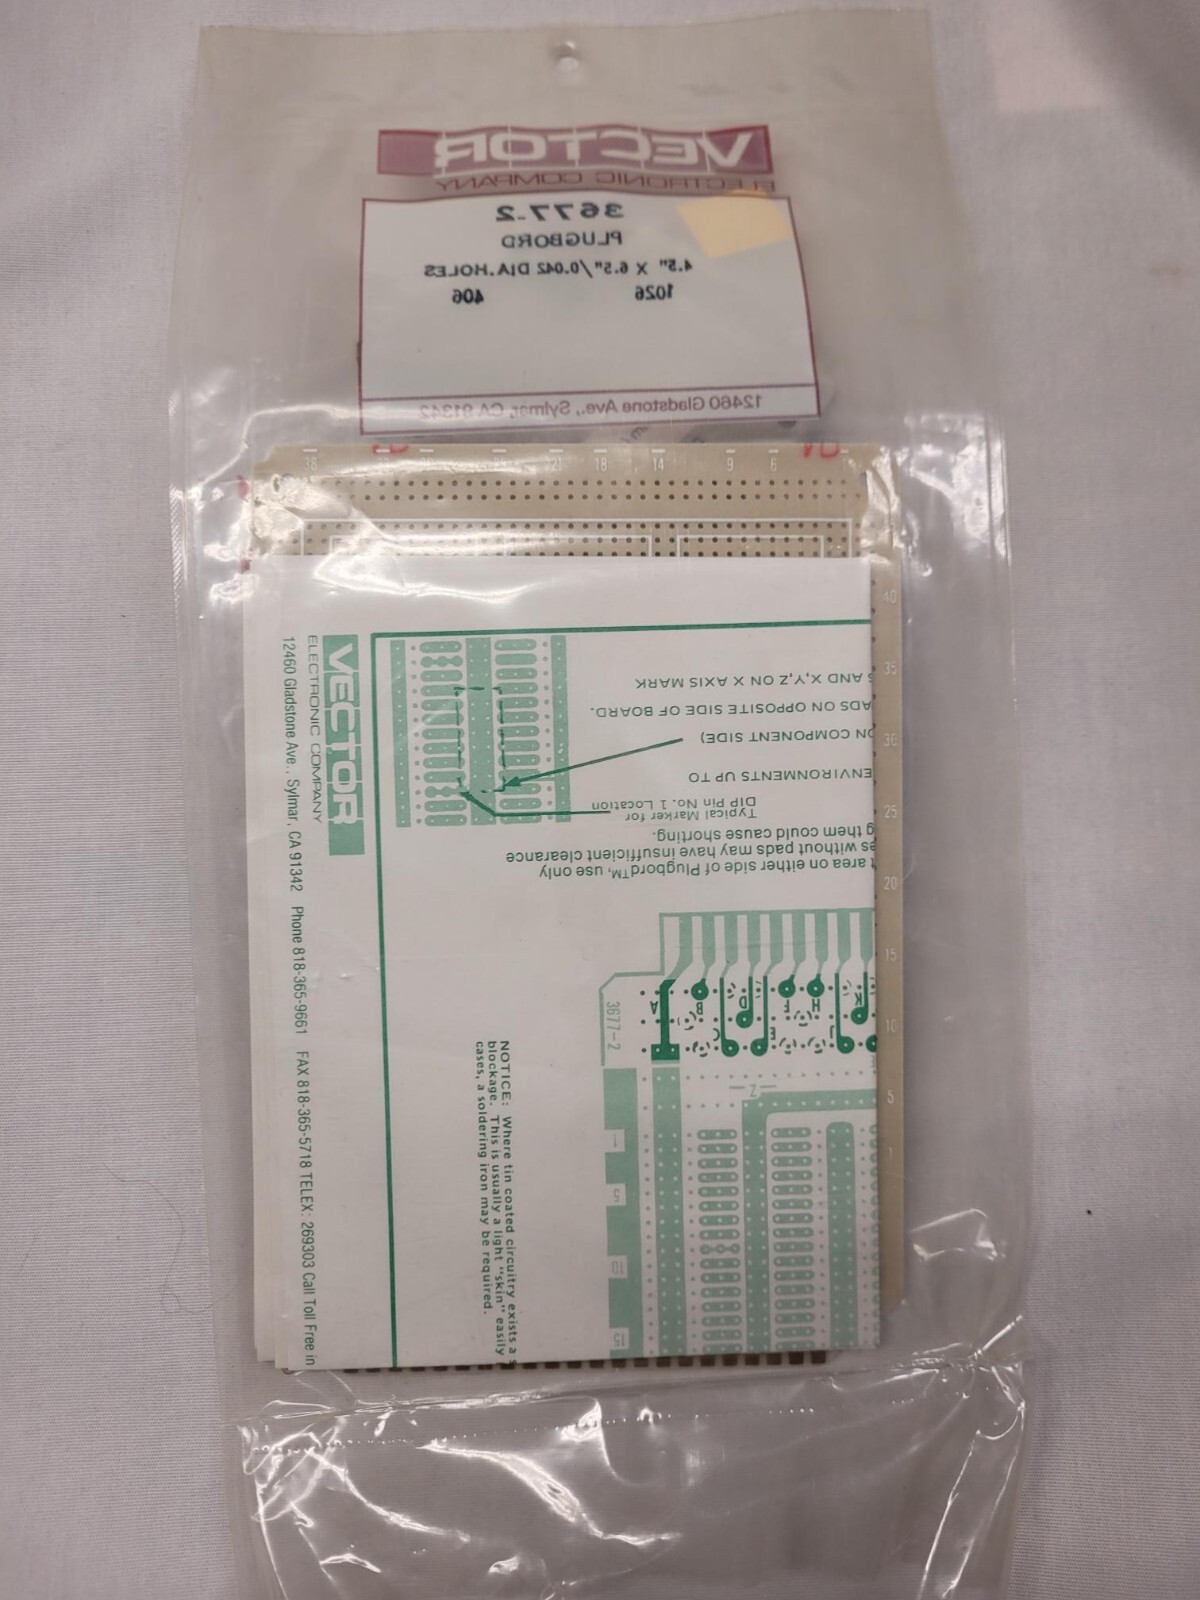 VECTOR
ELECTRONIC COMPANY
3677-2
PLUGBORD
4.5" X 6.5"/0.042 DIA.HOLES
1026 406
12460 Gladstone Ave., Sylmar, CA 91342
38
21
18
14
9
6
40
35
30
25
20
15
10
5
VECTOR
ELECTRONIC COMPANY
12460 Gladstone Ave., Sylmar, CA 91342 Phone 818-365-9661 FAX 818-365-5718 TELEX: 269303 Call Toll Free in
AND X,Y,Z ON X AXIS MARK
ADS ON OPPOSITE SIDE OF BOARD.
ON COMPONENT SIDE)
ENVIRONMENTS UP TO
Typical Marker for
DIP Pin No. 1 Location
t area on either side of Plugbord™, use only
es without pads may have insufficient clearance
g them could cause shorting.
3677-2
A
B
C
D
E
F
H
J
K
Z
1
5
10
15
NOTICE: Where tin coated circuitry exists a
blockage. This is usually a light "skin" easily
cases, a soldering iron may be required.